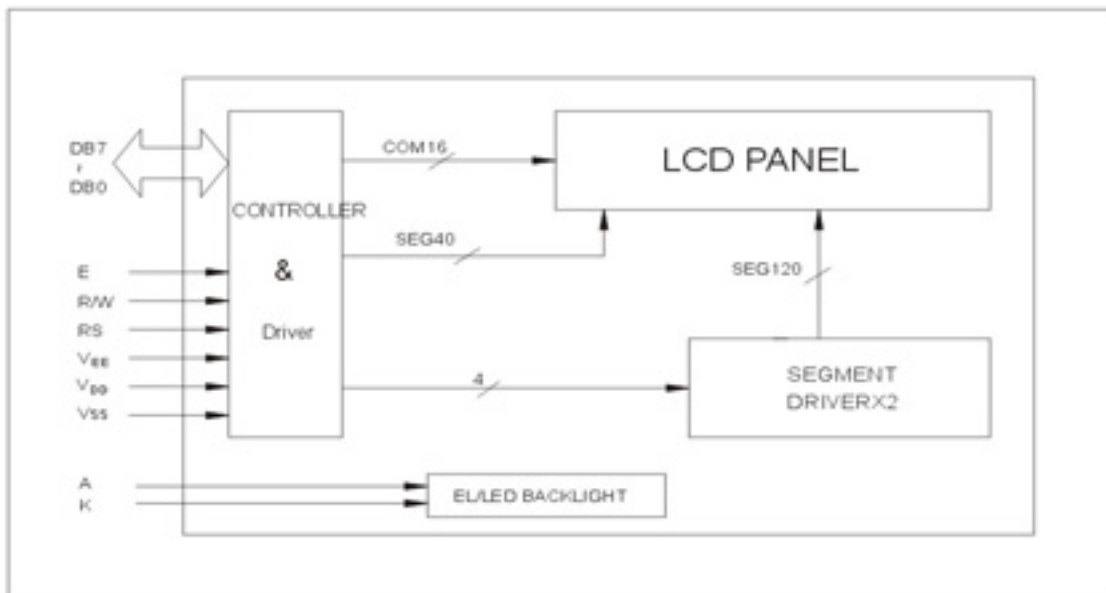 DB7
~
DB0
E
R/W
RS
VEE
VDD
VSS
A
K
CONTROLLER
&
Driver
COM16
SEG40
4
LCD PANEL
SEG120
SEGMENT
DRIVERX2
EL/LED BACKLIGHT